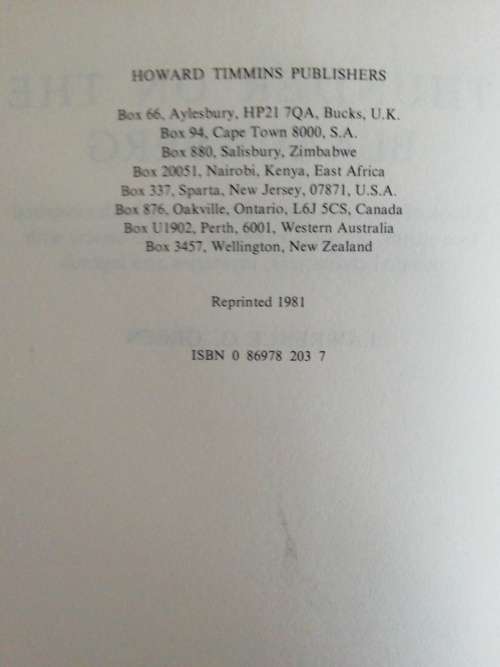 HOWARD TIMMINS PUBLISHERS
Box 66, Aylesbury, HP21 7QA, Bucks, U.K.
Box 94, Cape Town 8000, S.A.
Box 880, Salisbury, Zimbabwe
Box 20051, Nairobi, Kenya, East Africa
Box 337, Sparta, New Jersey, 07871, U.S.A.
Box 876, Oakville, Ontario, L6J 5CS, Canada
Box U1902, Perth, 6001, Western Australia
Box 3457, Wellington, New Zealand
Reprinted 1981
ISBN 0 86978 203 7